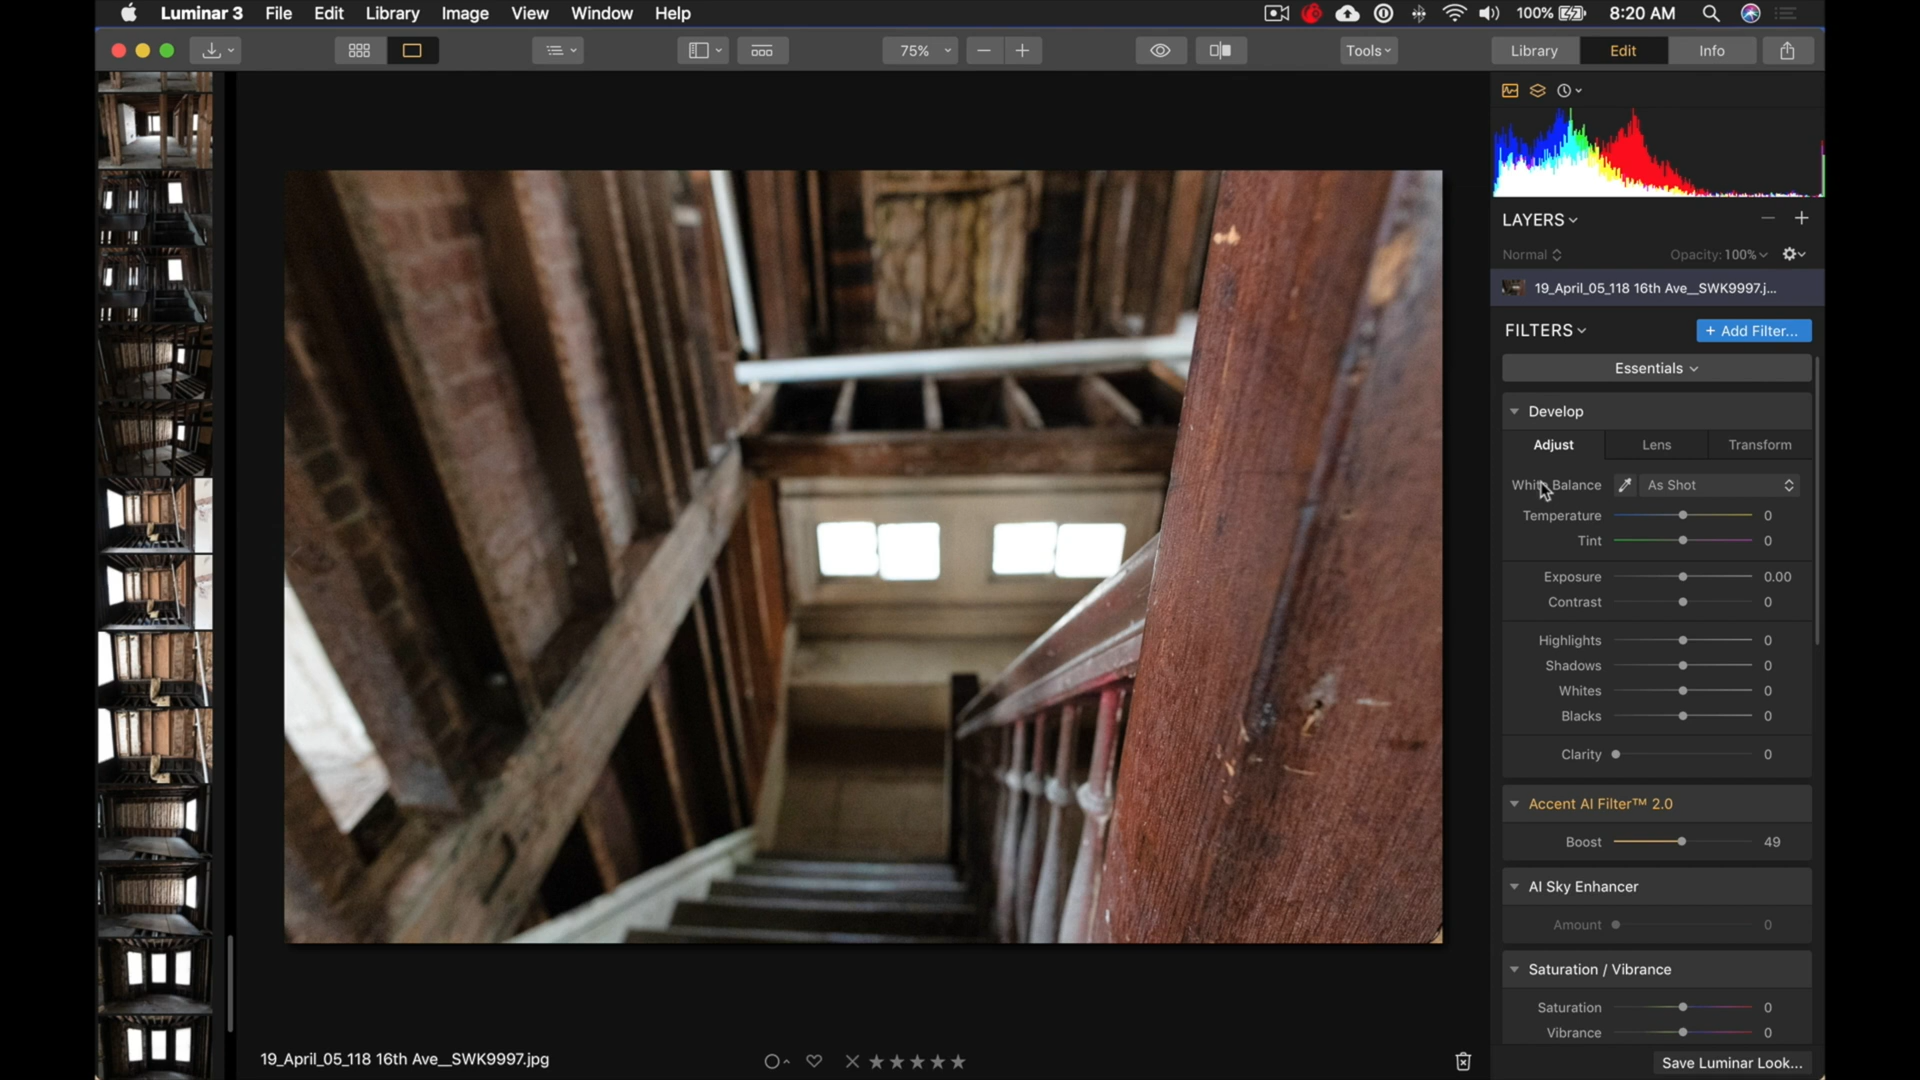 Luminar 3 File Edit Library Image View Window Help 100% 8:20 AM
75% Tools Library Edit Info
LAYERS
Normal Opacity: 100%
19_April_05_118 16th Ave__SWK9997.j...
FILTERS + Add Filter...
Essentials
Develop
Adjust Lens Transform
White Balance As Shot
Temperature 0
Tint 0
Exposure 0.00
Contrast 0
Highlights 0
Shadows 0
Whites 0
Blacks 0
Clarity 0
Accent AI Filter™ 2.0
Boost 49
AI Sky Enhancer
Amount 0
Saturation / Vibrance
Saturation 0
Vibrance 0
19_April_05_118 16th Ave__SWK9997.jpg
Save Luminar Look...